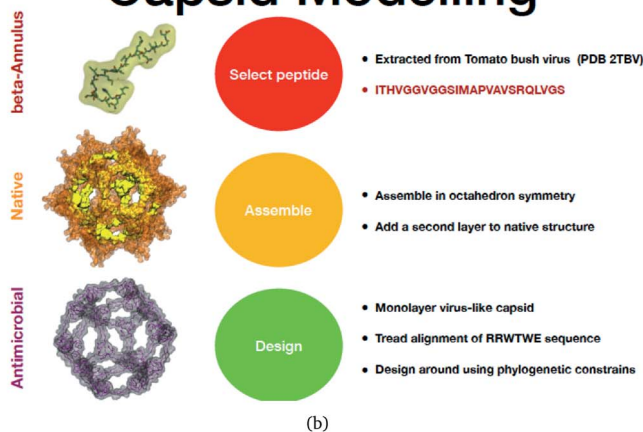 Capsid Modelling
beta-Annulus
Select peptide
• Extracted from Tomato bush virus (PDB 2TBV)
• ITHVGGVGGSIMAPVAVSRQLVGS
Native
Assemble
• Assemble in octahedron symmetry
• Add a second layer to native structure
Antimicrobial
Design
• Monolayer virus-like capsid
• Tread alignment of RRWTWE sequence
• Design around using phylogenetic constrains
(b)